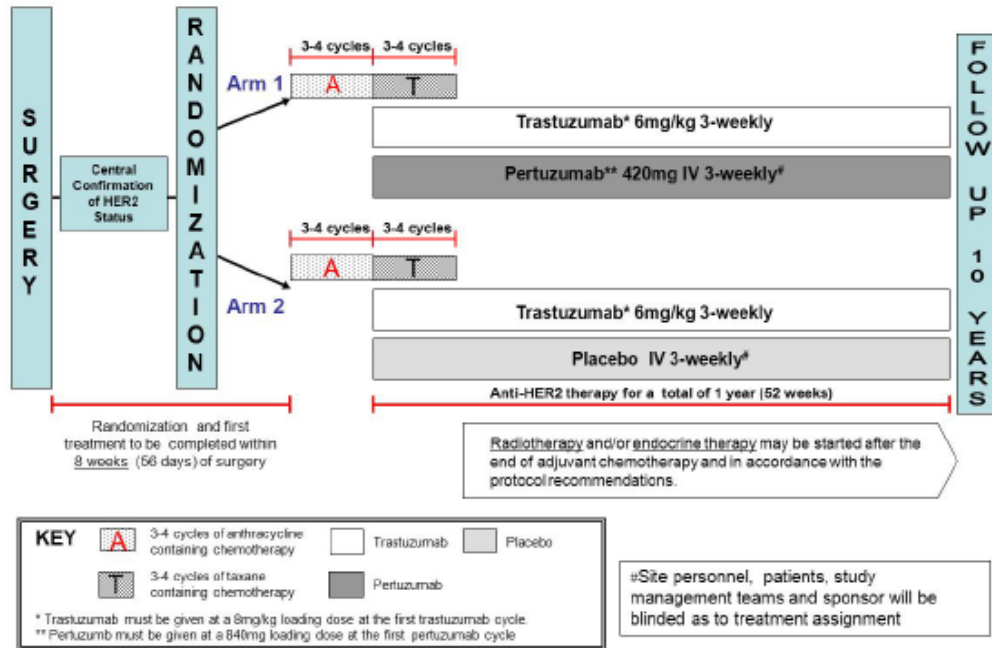 SURGERY
Central
Confirmation
of HER2
Status
RANDOMIZATION
3-4 cycles 3-4 cycles
Arm 1
A T
Trastuzumab* 6mg/kg 3-weekly
Pertuzumab** 420mg IV 3-weekly#
3-4 cycles 3-4 cycles
A T
Arm 2
Trastuzumab* 6mg/kg 3-weekly
Placebo IV 3-weekly#
Anti-HER2 therapy for a total of 1 year (52 weeks)
FOLLOW UP 10 YEARS
Randomization and first
treatment to be completed within
8 weeks (56 days) of surgery
Radiotherapy and/or endocrine therapy may be started after the
end of adjuvant chemotherapy and in accordance with the
protocol recommendations.
KEY
A 3-4 cycles of anthracycline
containing chemotherapy
Trastuzumab
Placebo
T 3-4 cycles of taxane
containing chemotherapy
Pertuzumab
* Trastuzumab must be given at a 8mg/kg loading dose at the first trastuzumab cycle
** Pertuzumb must be given at a 840mg loading dose at the first pertuzumab cycle
#Site personnel, patients, study
management teams and sponsor will be
blinded as to treatment assignment